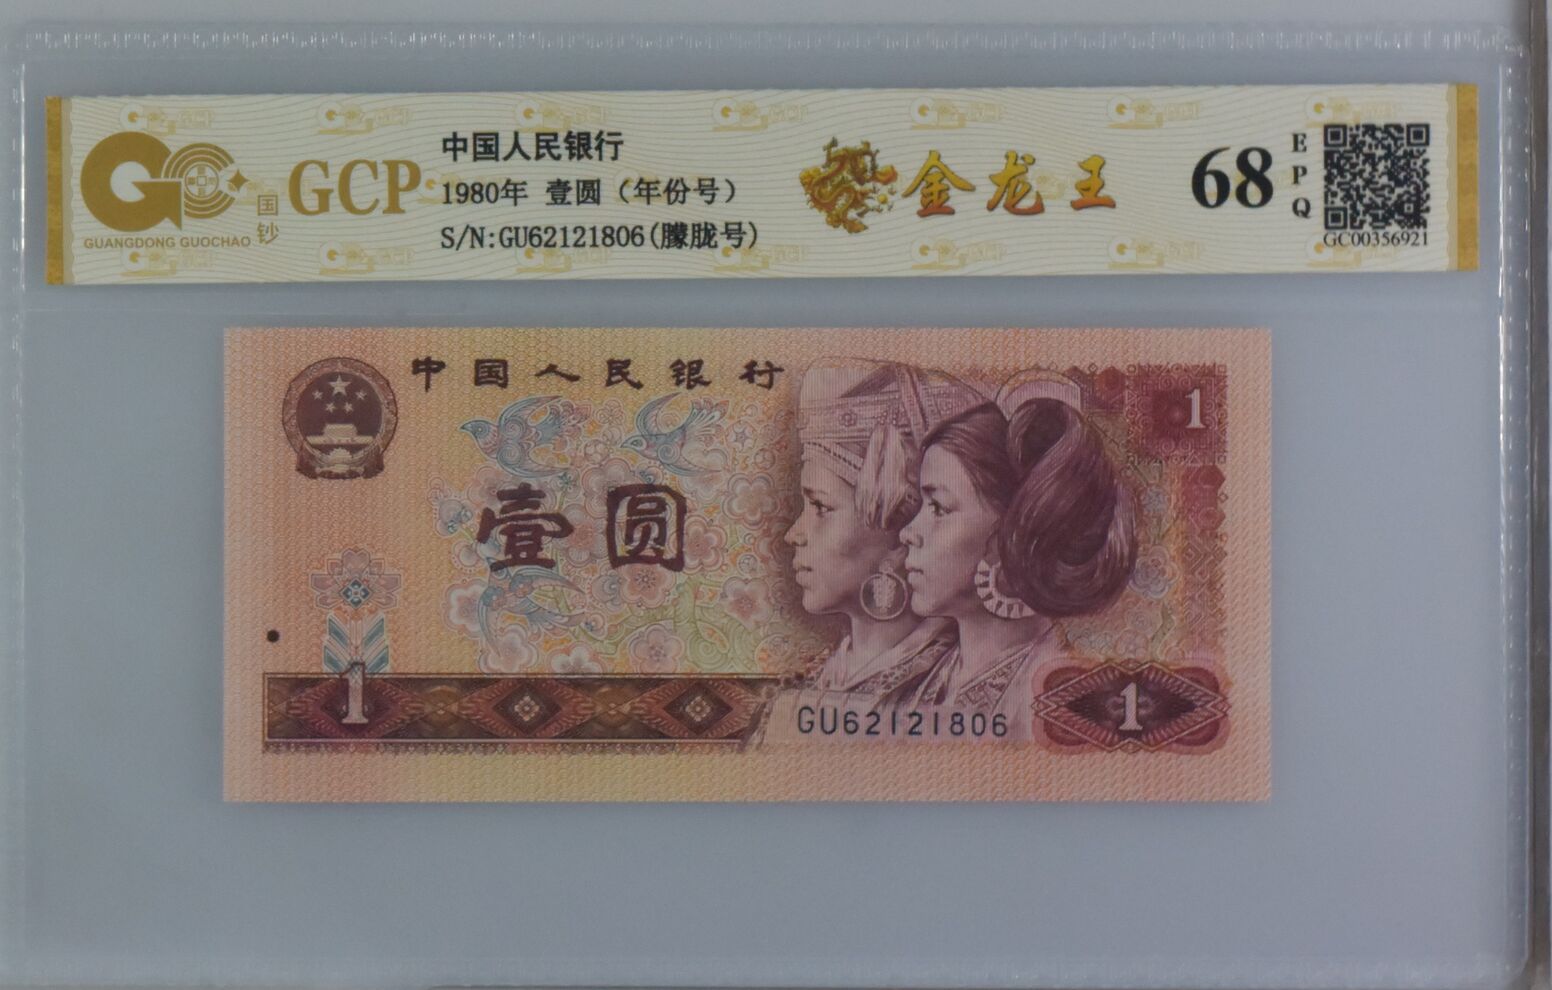 GCP
国钞
GUANGDONG GUOCHAO
中国人民银行
1980年 壹圆（年份号）
S/N:GU62121806(朦胧号)
金龙王
68
EPQ
GC00356921
中国人民银行
1
壹圆
1
GU62121806
1